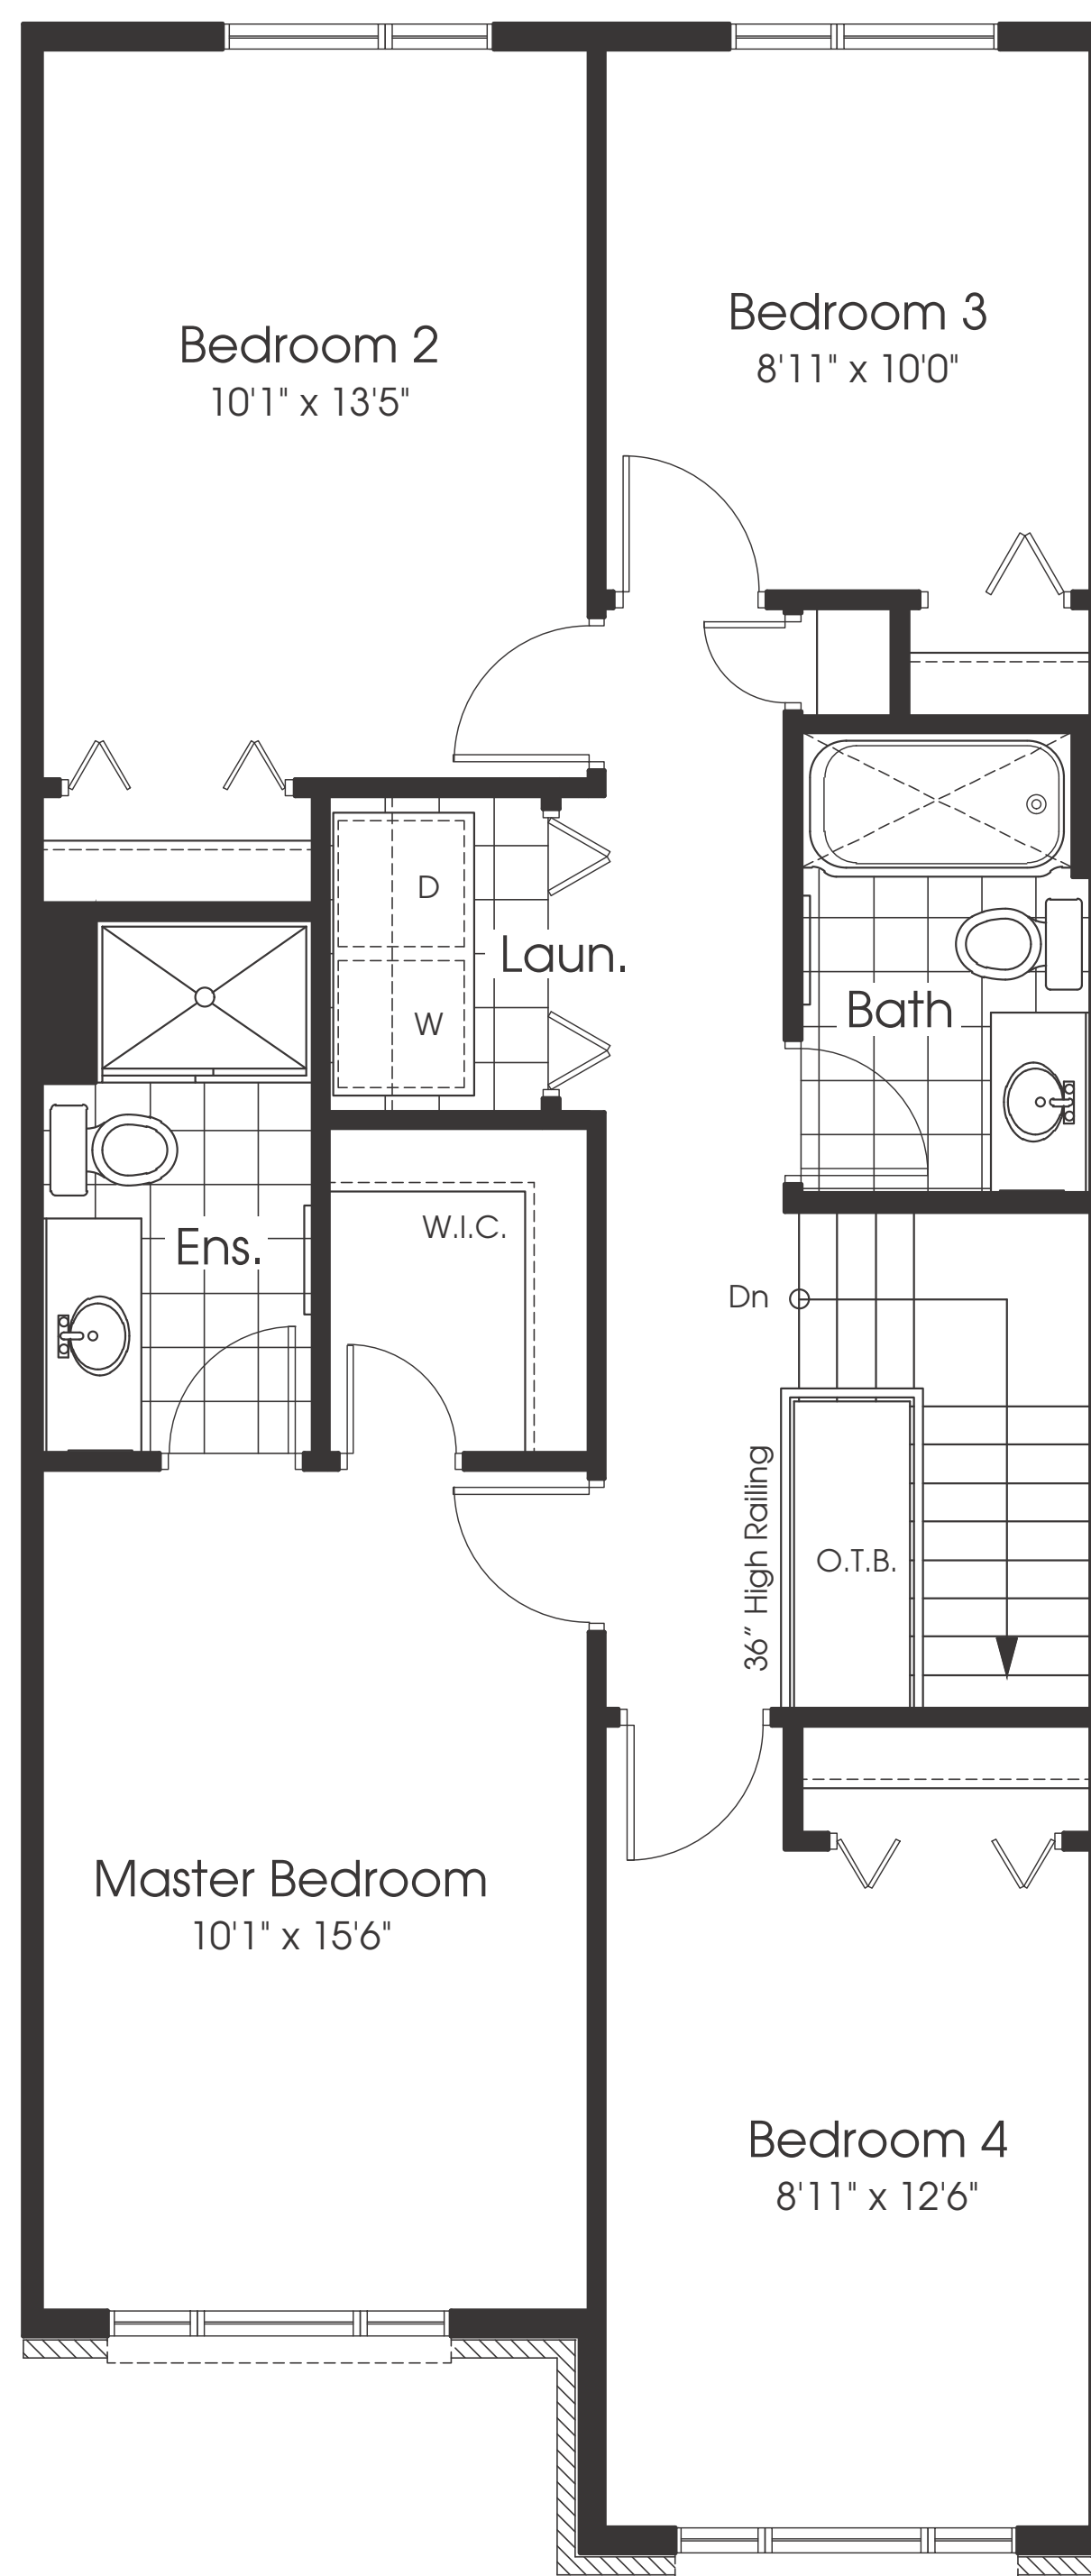 Bedroom 3
8'11" x 10'0"
Bedroom 2
10'1" x 13'5"
D
Laun.
W
Bath
W.I.C.
Ens.
Dn
36” High Railing
O.T.B.
Master Bedroom
10'1" x 15'6"
Bedroom 4
8'11" x 12'6"